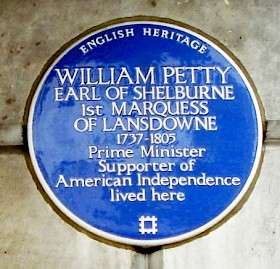 ENGLISH HERITAGE
WILLIAM PETTY
EARL OF SHELBURNE
1st MARQUESS
OF LANSDOWNE
1737-1805
Prime Minister
Supporter of
American Independence
lived here